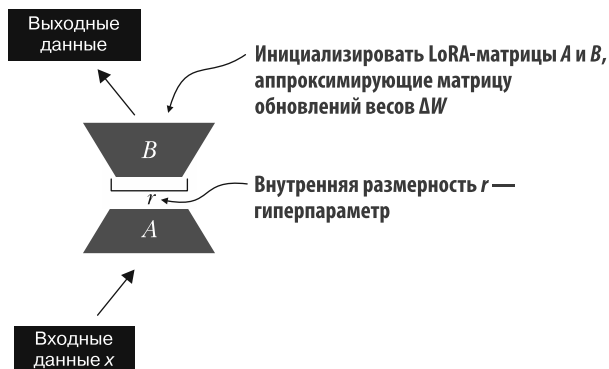 Выходные
данные
Инициализировать LoRA-матрицы A и B,
аппроксимирующие матрицу
обновлений весов ΔW
B
r
Внутренняя размерность r —
гиперпараметр
A
Входные
данные x